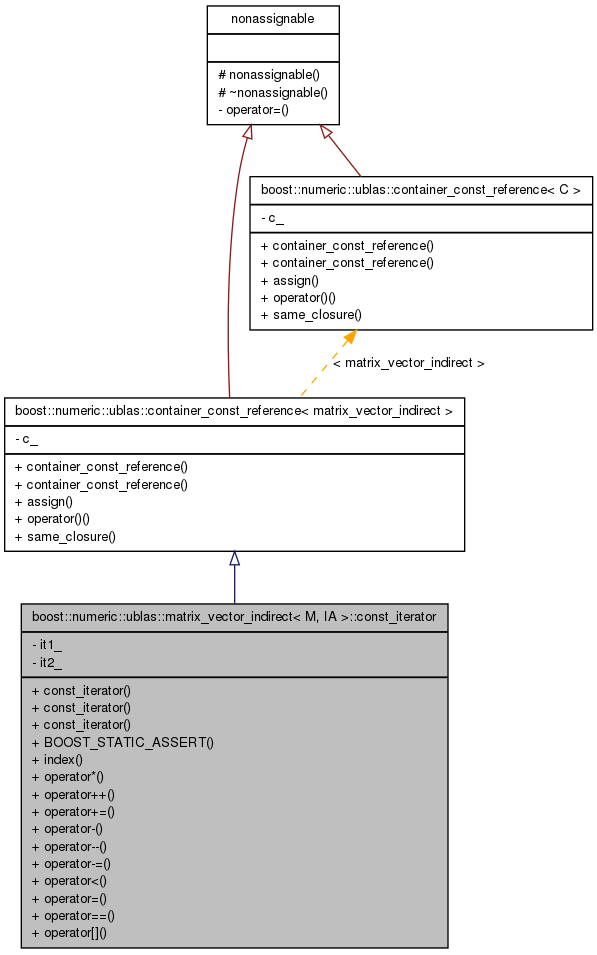 nonassignable
# nonassignable()
# ~nonassignable()
- operator=()
boost::numeric::ublas::container_const_reference< C >
- c_
+ container_const_reference()
+ container_const_reference()
+ assign()
+ operator()()
+ same_closure()
< matrix_vector_indirect >
boost::numeric::ublas::container_const_reference< matrix_vector_indirect >
- c_
+ container_const_reference()
+ container_const_reference()
+ assign()
+ operator()()
+ same_closure()
boost::numeric::ublas::matrix_vector_indirect< M, IA >::const_iterator
- it1_
- it2_
+ const_iterator()
+ const_iterator()
+ const_iterator()
+ BOOST_STATIC_ASSERT()
+ index()
+ operator*()
+ operator++()
+ operator+=()
+ operator-()
+ operator--()
+ operator-=()
+ operator<()
+ operator=()
+ operator==()
+ operator[]()